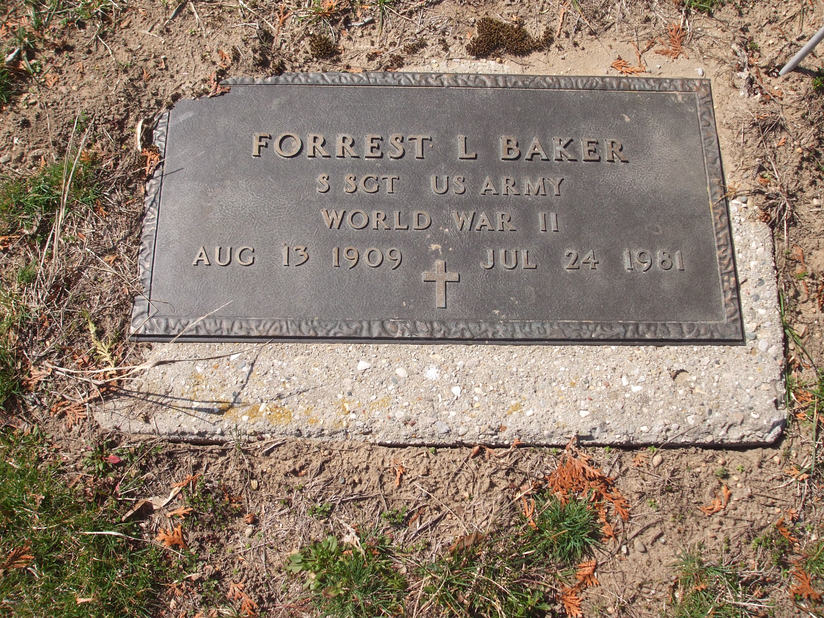 FORREST L BAKER
S SGT US ARMY
WORLD WAR II
AUG 13 1909 JUL 24 1981